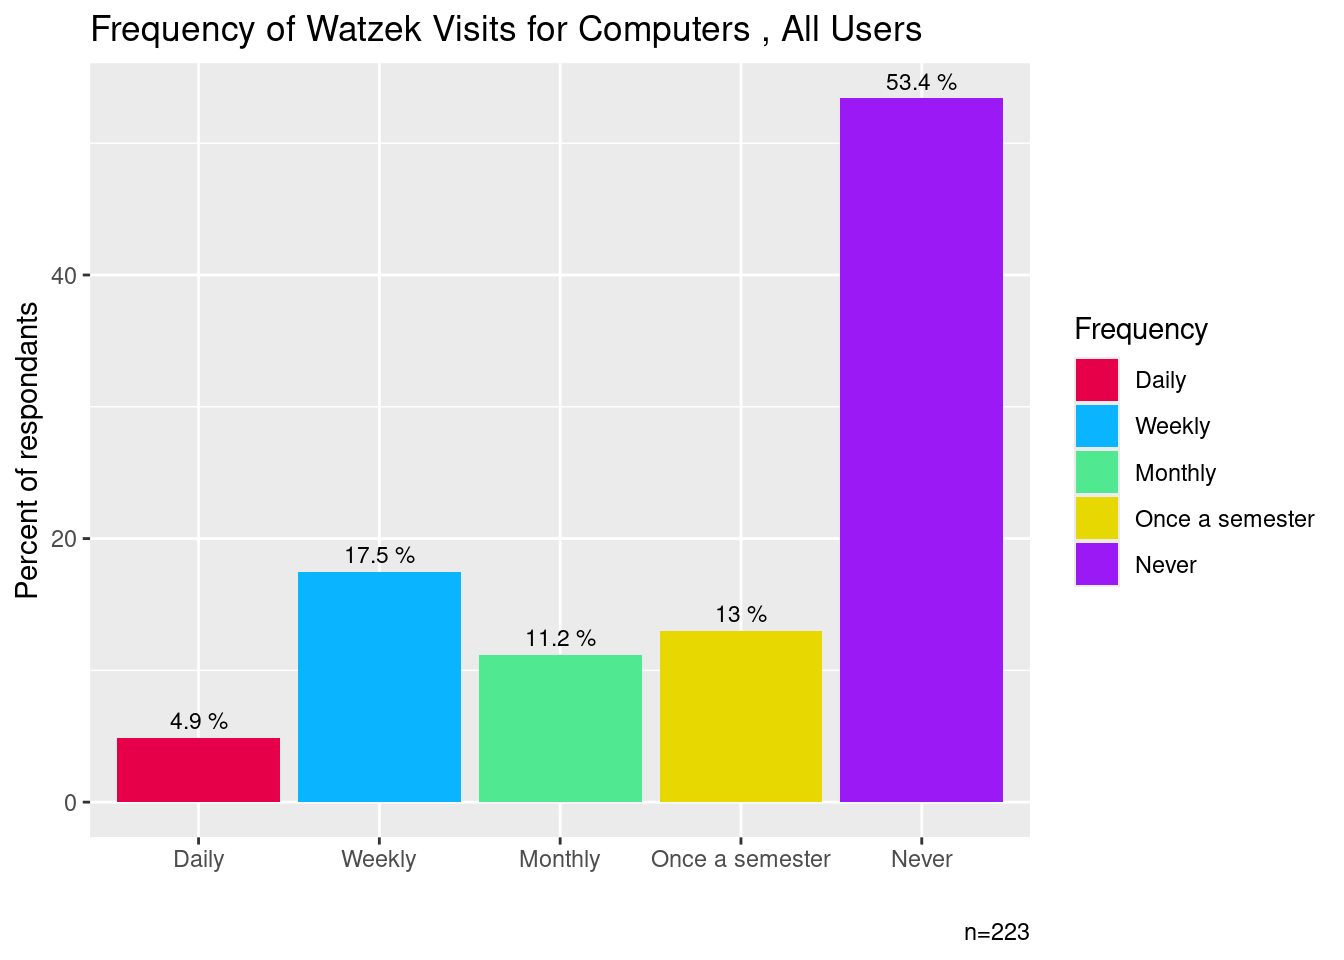 Frequency of Watzek Visits for Computers , All Users
53.4 %
17.5 %
13 %
11.2 %
4.9 %
40
20
0
Percent of respondants
Daily
Weekly
Monthly
Once a semester
Never
n=223
Frequency
Daily
Weekly
Monthly
Once a semester
Never